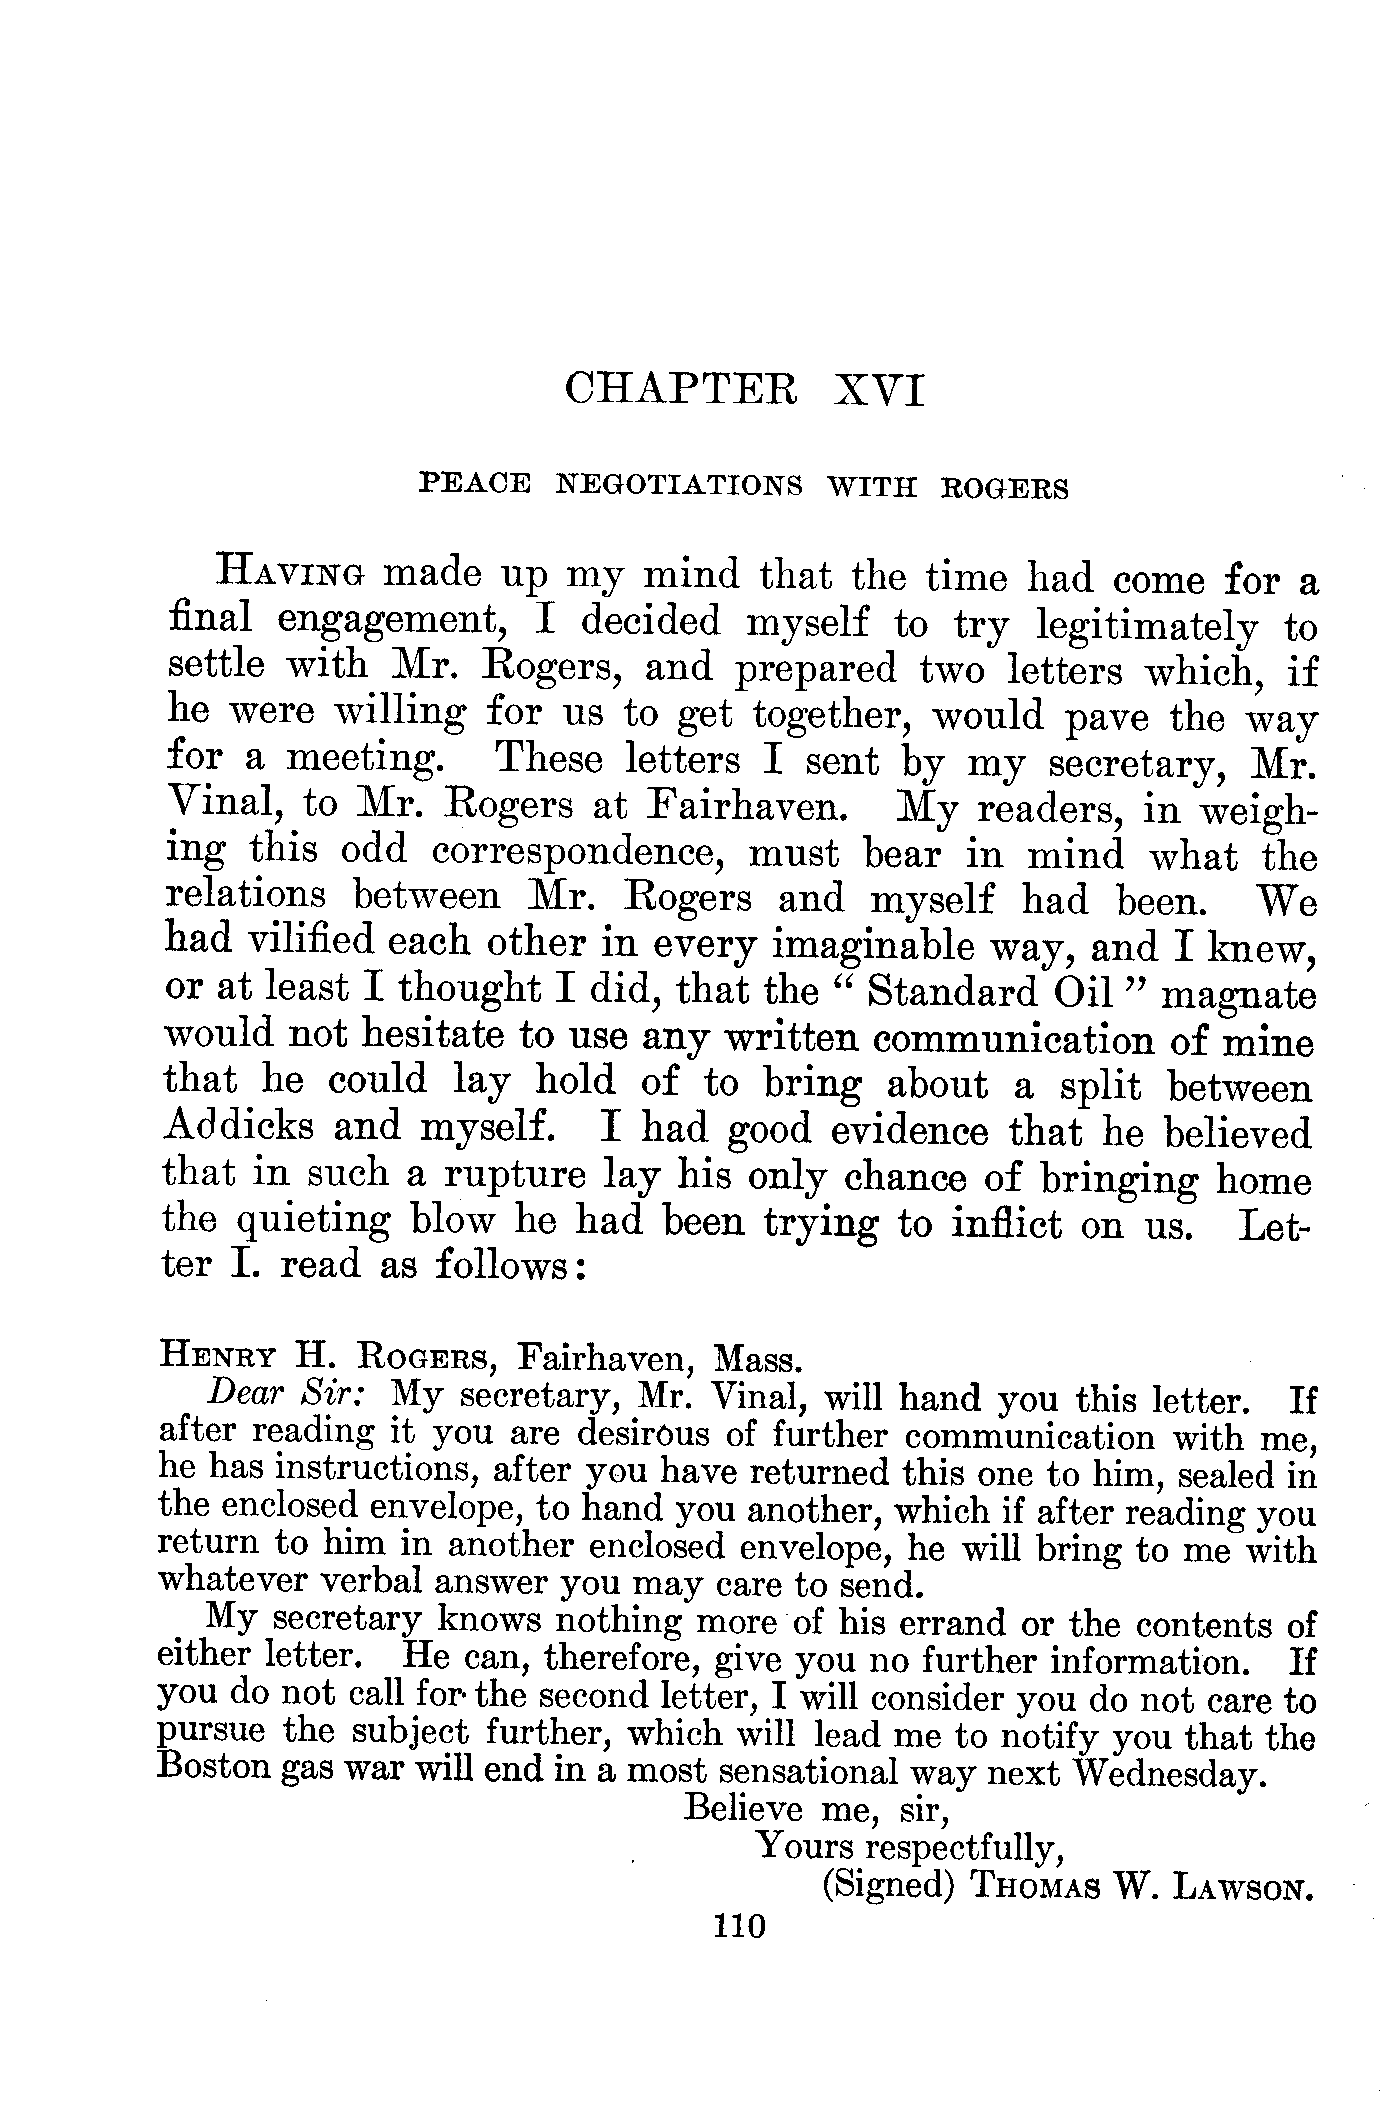 CHAPTER XVI
PEACE NEGOTIATIONS WITH ROGERS
HAVING made up my mind that the time had come for a
final engagement, I decided myself to try legitimately to
settle with Mr. Rogers, and prepared two letters which, if
he were willing for us to get together, would pave the way
for a meeting. These letters I sent by my secretary, Mr.
Vinal, to Mr. Rogers at Fairhaven. My readers, in weigh-
ing this odd correspondence, must bear in mind what the
relations between Mr. Rogers and myself had been. We
had vilified each other in every imaginable way, and I knew,
or at least I thought I did, that the “ Standard Oil ” magnate
would not hesitate to use any written communication of mine
that he could lay hold of to bring about a split between
Addicks and myself. I had good evidence that he believed
that in such a rupture lay his only chance of bringing home
the quieting blow he had been trying to inflict on us. Let-
ter I. read as follows:
HENRY H. ROGERS, Fairhaven, Mass.
Dear Sir: My secretary, Mr. Vinal, will hand you this letter. If
after reading it you are desirous of further communication with me,
he has instructions, after you have returned this one to him, sealed in
the enclosed envelope, to hand you another, which if after reading you
return to him in another enclosed envelope, he will bring to me with
whatever verbal answer you may care to send.
My secretary knows nothing more of his errand or the contents of
either letter. He can, therefore, give you no further information. If
you do not call for the second letter, I will consider you do not care to
pursue the subject further, which will lead me to notify you that the
Boston gas war will end in a most sensational way next Wednesday.
Believe me, sir,
Yours respectfully,
(Signed) THOMAS W. LAWSON.
110